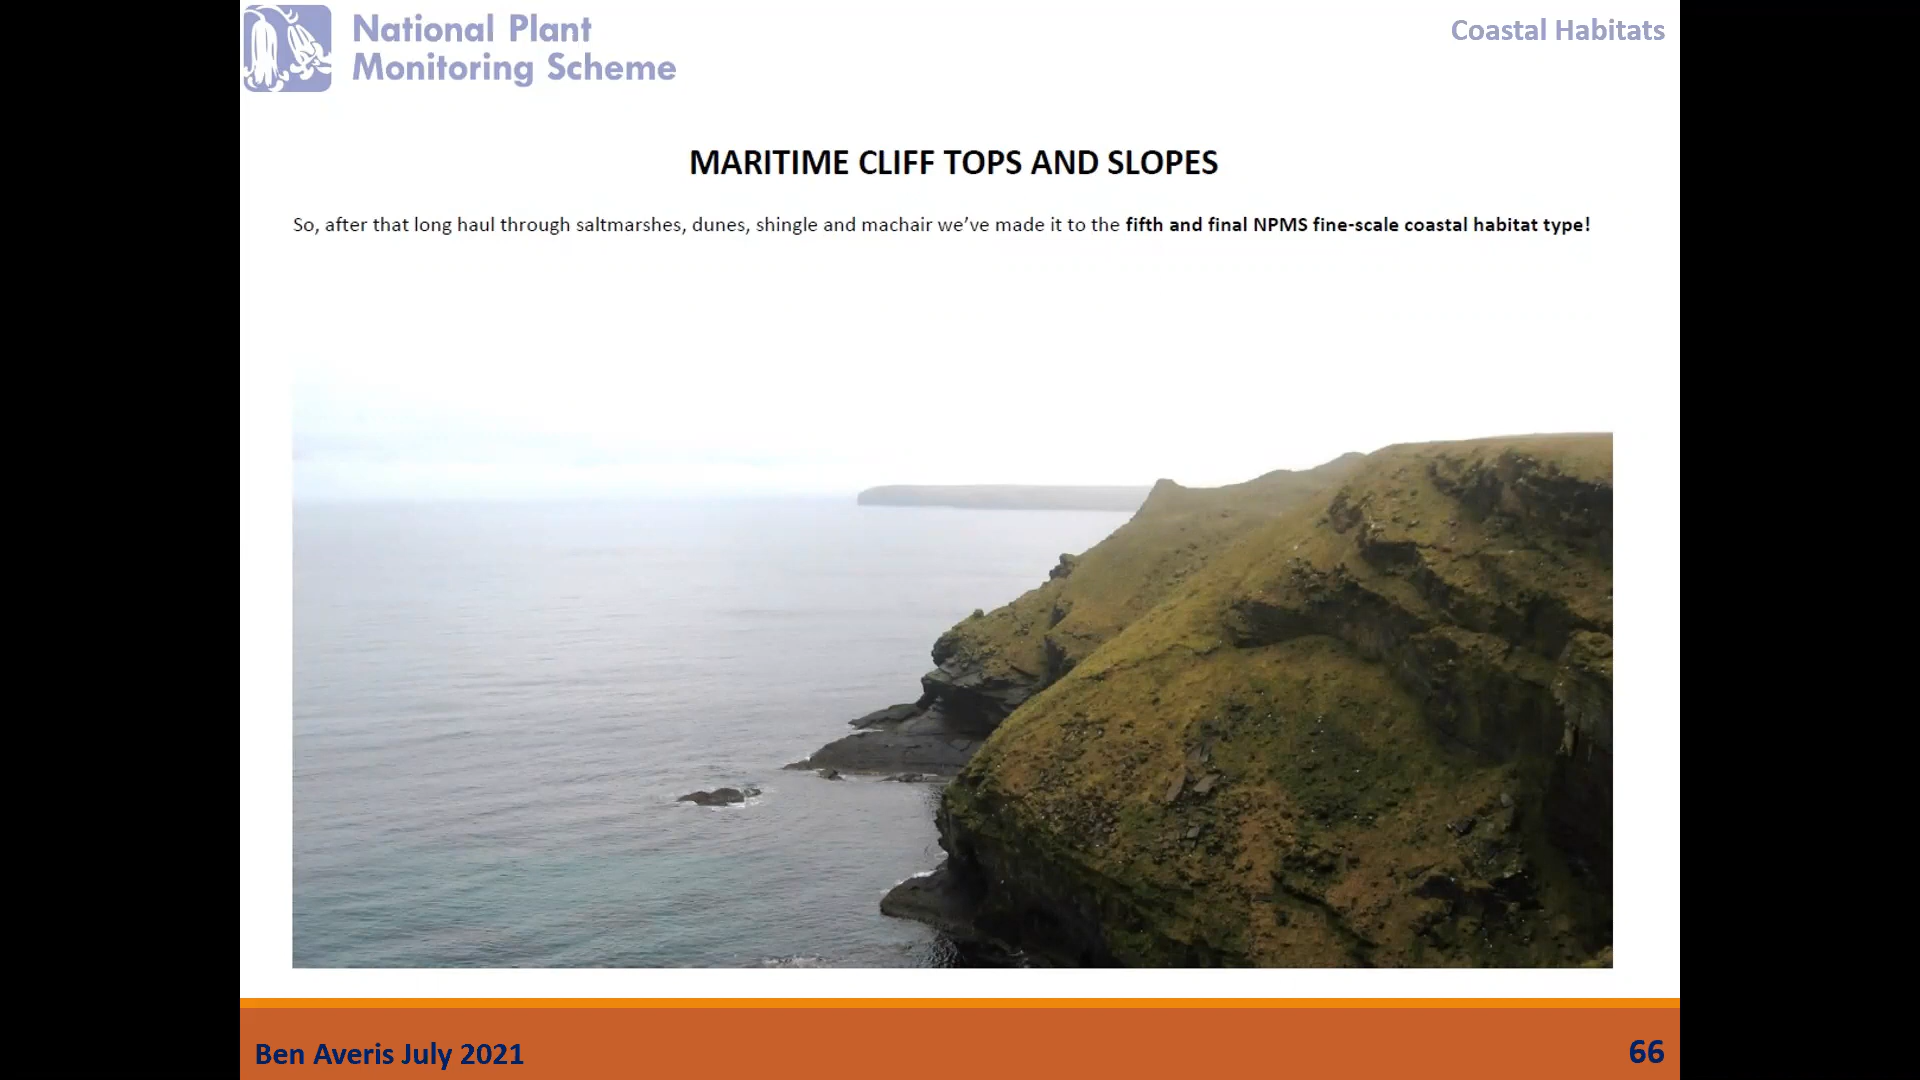 National Plant
Monitoring Scheme
Coastal Habitats
MARITIME CLIFF TOPS AND SLOPES
So, after that long haul through saltmarshes, dunes, shingle and machair we’ve made it to the fifth and final NPMS fine-scale coastal habitat type!
Ben Averis July 2021
66